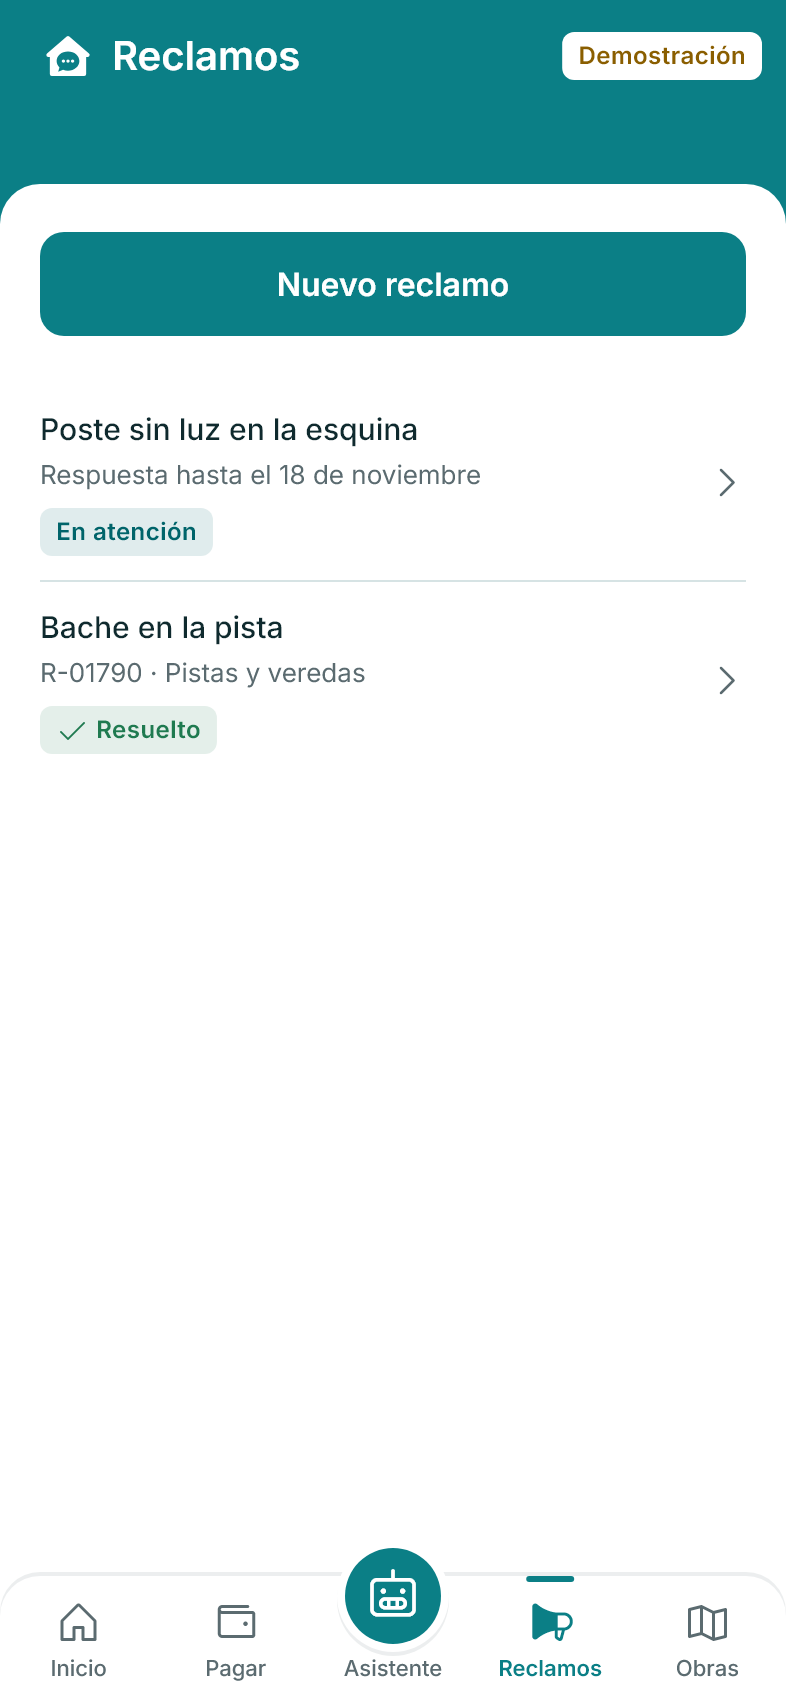 Reclamos
Demostración
Nuevo reclamo
Poste sin luz en la esquina
Respuesta hasta el 18 de noviembre
En atención
Bache en la pista
R-01790 · Pistas y veredas
Resuelto
Inicio
Pagar
Asistente
Reclamos
Obras